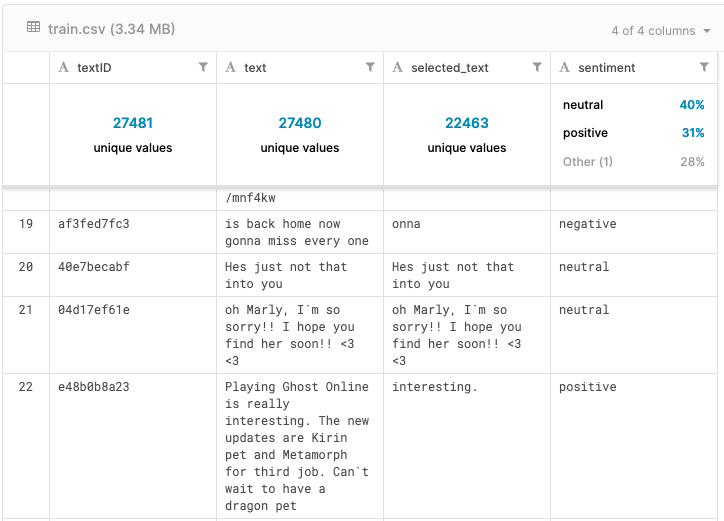 train.csv (3.34 MB)
4 of 4 columns
A textID
A text
A selected_text
A sentiment
27481
unique values
27480
unique values
22463
unique values
neutral 40%
positive 31%
Other (1) 28%
/mnf4kw
19 af3fed7fc3 is back home now onna negative
gonna miss every one
20 40e7becabf Hes just not that Hes just not that neutral
into you into you
21 04d17ef61e oh Marly, I`m so oh Marly, I`m so neutral
sorry!! I hope you sorry!! I hope you
find her soon!! <3 find her soon!! <3
<3 <3
22 e48b0b8a23 Playing Ghost Online interesting. positive
is really
interesting. The new
updates are Kirin
pet and Metamorph
for third job. Can`t
wait to have a
dragon pet